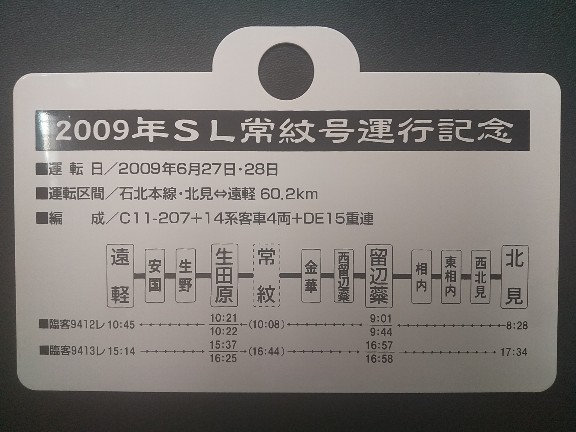 2009年SL常紋号運行記念
■運転日/2009年6月27日・28日
■運転区間/石北本線・北見⇔遠軽 60.2km
■編成/C11-207+14系客車4両+DE15重連
遠軽 安国 生野 生田原 常紋 金華 西留辺蘂 留辺蘂 相内 東相内 西北見 北見
10:21 9:01
■臨客9412レ 10:45 (10:08) 8:28
10:22 9:44
15:37 16:57
■臨客9413レ 15:14 (16:44) 17:34
16:25 16:58